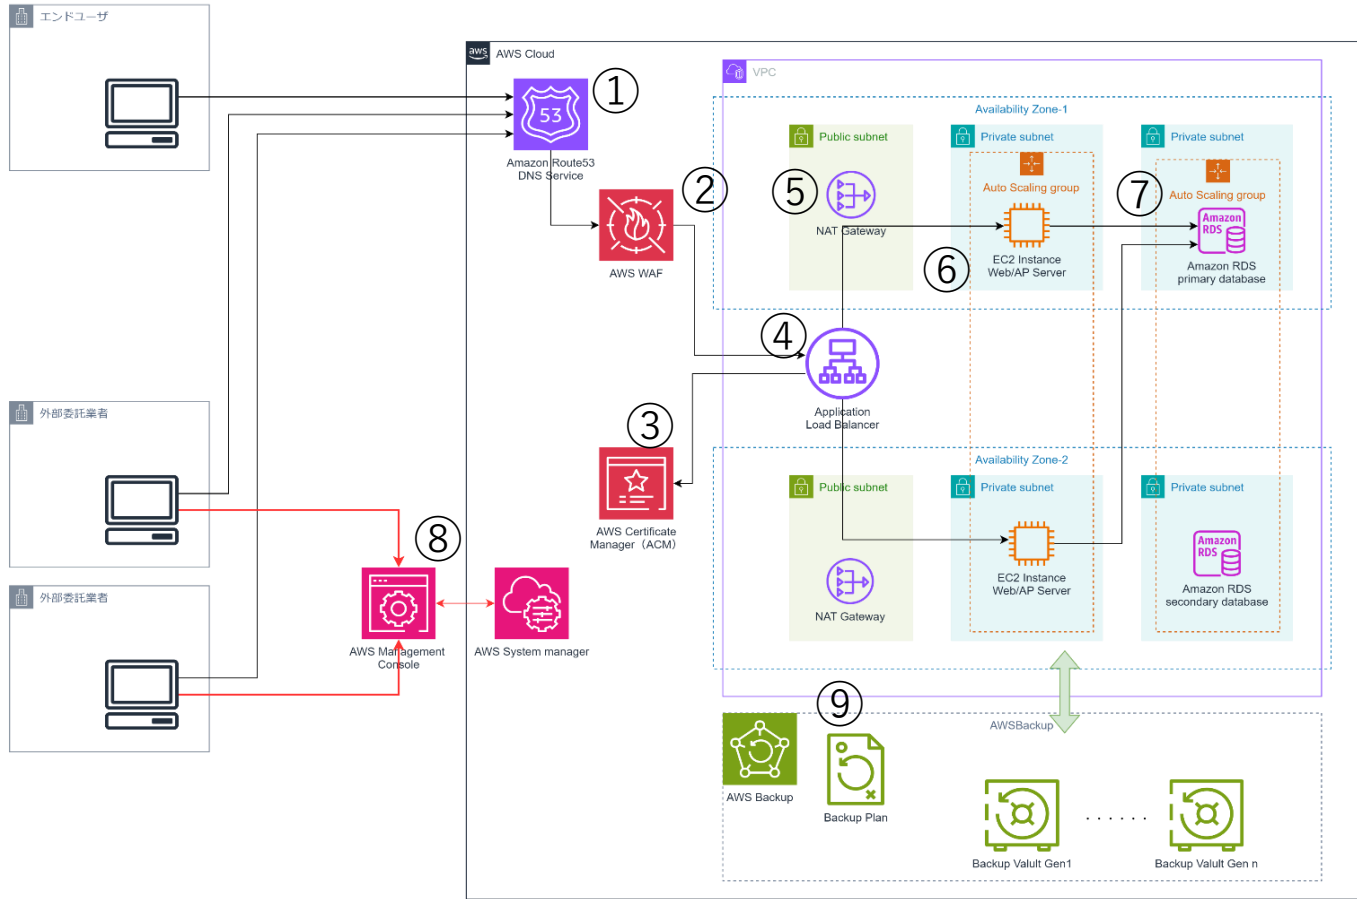 エンドユーザ
aws
AWS Cloud
53
①
Amazon Route53
DNS Service
VPC
Availability Zone-1
Public subnet
Private subnet
Private subnet
②
AWS WAF
⑤
NAT Gateway
Auto Scaling group
⑥
EC2 Instance
Web/AP Server
⑦
Auto Scaling group
Amazon
RDS
Amazon RDS
primary database
④
Application
Load Balancer
外部委託業者
③
AWS Certificate
Manager（ACM）
Availability Zone-2
Public subnet
Private subnet
Private subnet
EC2 Instance
Web/AP Server
Amazon
RDS
Amazon RDS
secondary database
NAT Gateway
外部委託業者
⑧
AWS Management
Console
AWS System manager
⑨
AWSBackup
AWS Backup
Backup Plan
Backup Valult Gen1
. . . . . .
Backup Valult Gen n